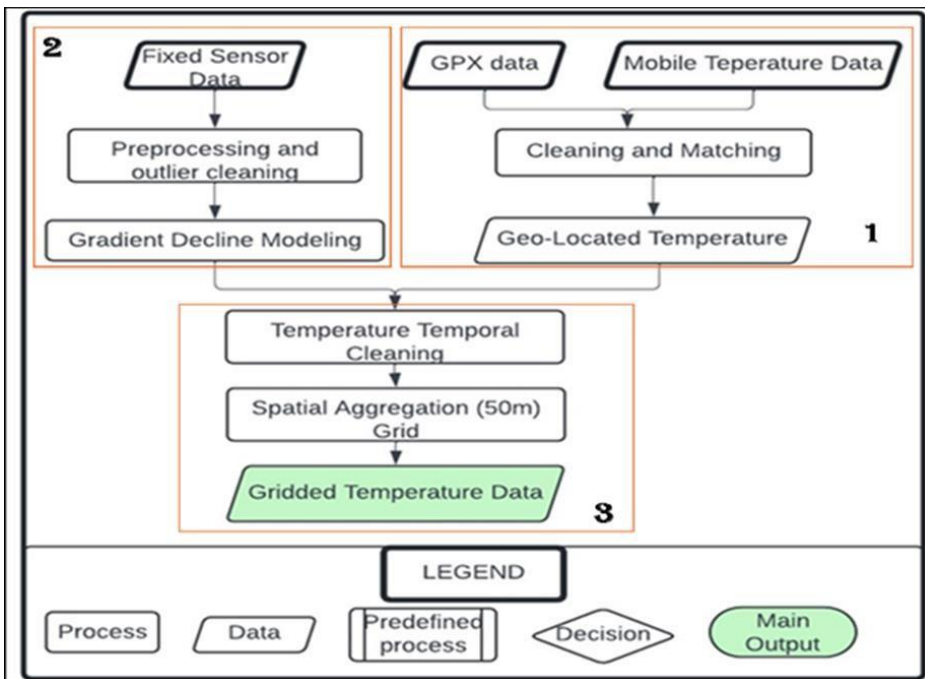 2
Fixed Sensor
Data
Preprocessing and
outlier cleaning
Gradient Decline Modeling
GPX data
Mobile Teperature Data
Cleaning and Matching
Geo-Located Temperature
1
Temperature Temporal
Cleaning
Spatial Aggregation (50m)
Grid
Gridded Temperature Data
3
LEGEND
Process
Data
Predefined
process
Decision
Main
Output